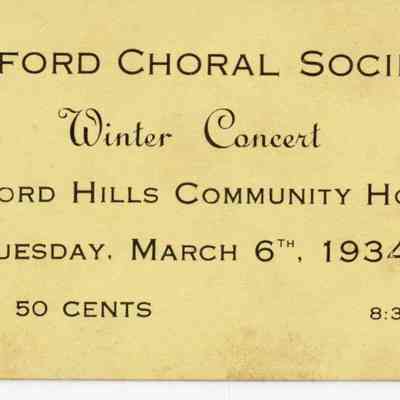 FORD CHORAL SOCI
Winter Concert
ORD HILLS COMMUNITY HO
UESDAY, MARCH 6TH, 1934
50 CENTS 8:3